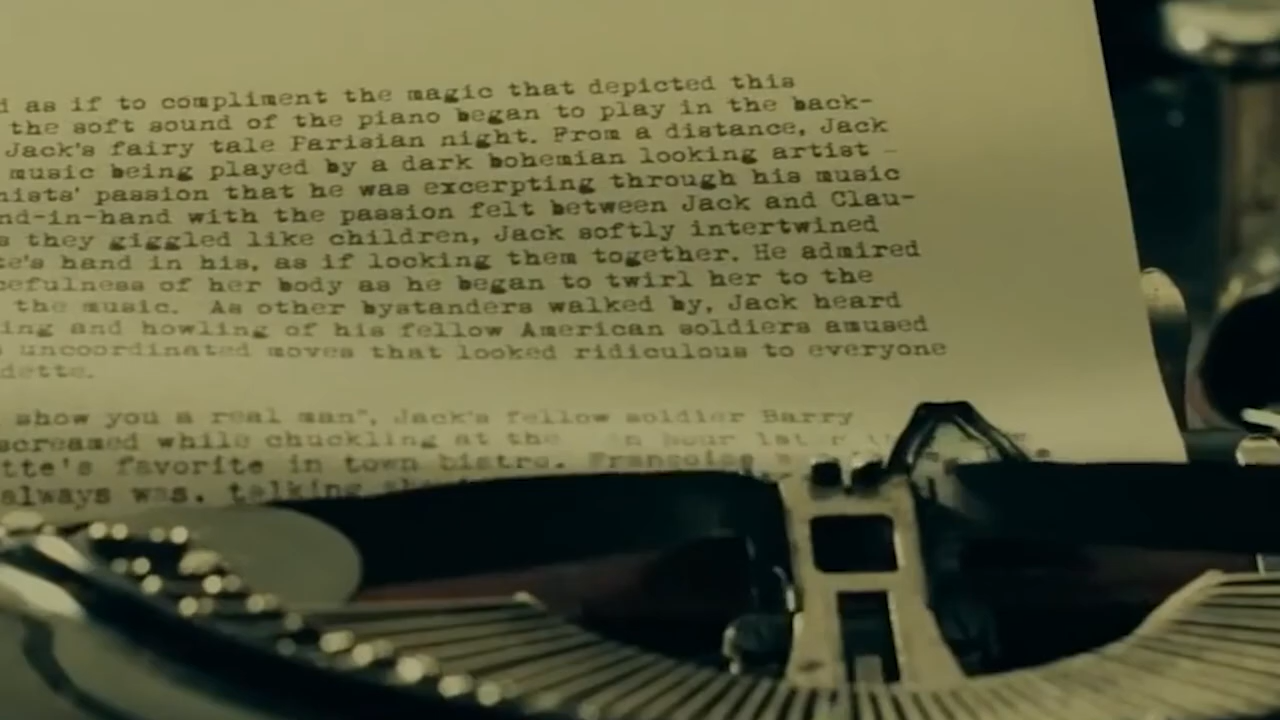 d as if to compliment the magic that depicted this
the soft sound of the piano began to play in the back-
Jack's fairy tale Parisian night. From a distance, Jack
music being played by a dark bohemian looking artist -
nists' passion that he was excerpting through his music
nd-in-hand with the passion felt between Jack and Clau-
s they giggled like children, Jack softly intertwined
te's hand in his, as if locking them together. He admired
cefulness of her body as he began to twirl her to the
the music. As other bystanders walked by, Jack heard
ing and howling of his fellow American soldiers amused
uncoordinated moves that looked ridiculous to everyone
dette.
show you a real man", Jack's fellow soldier Barry
screamed while chuckling at the
tte's favorite in town bistro. Francoise
always was. talking